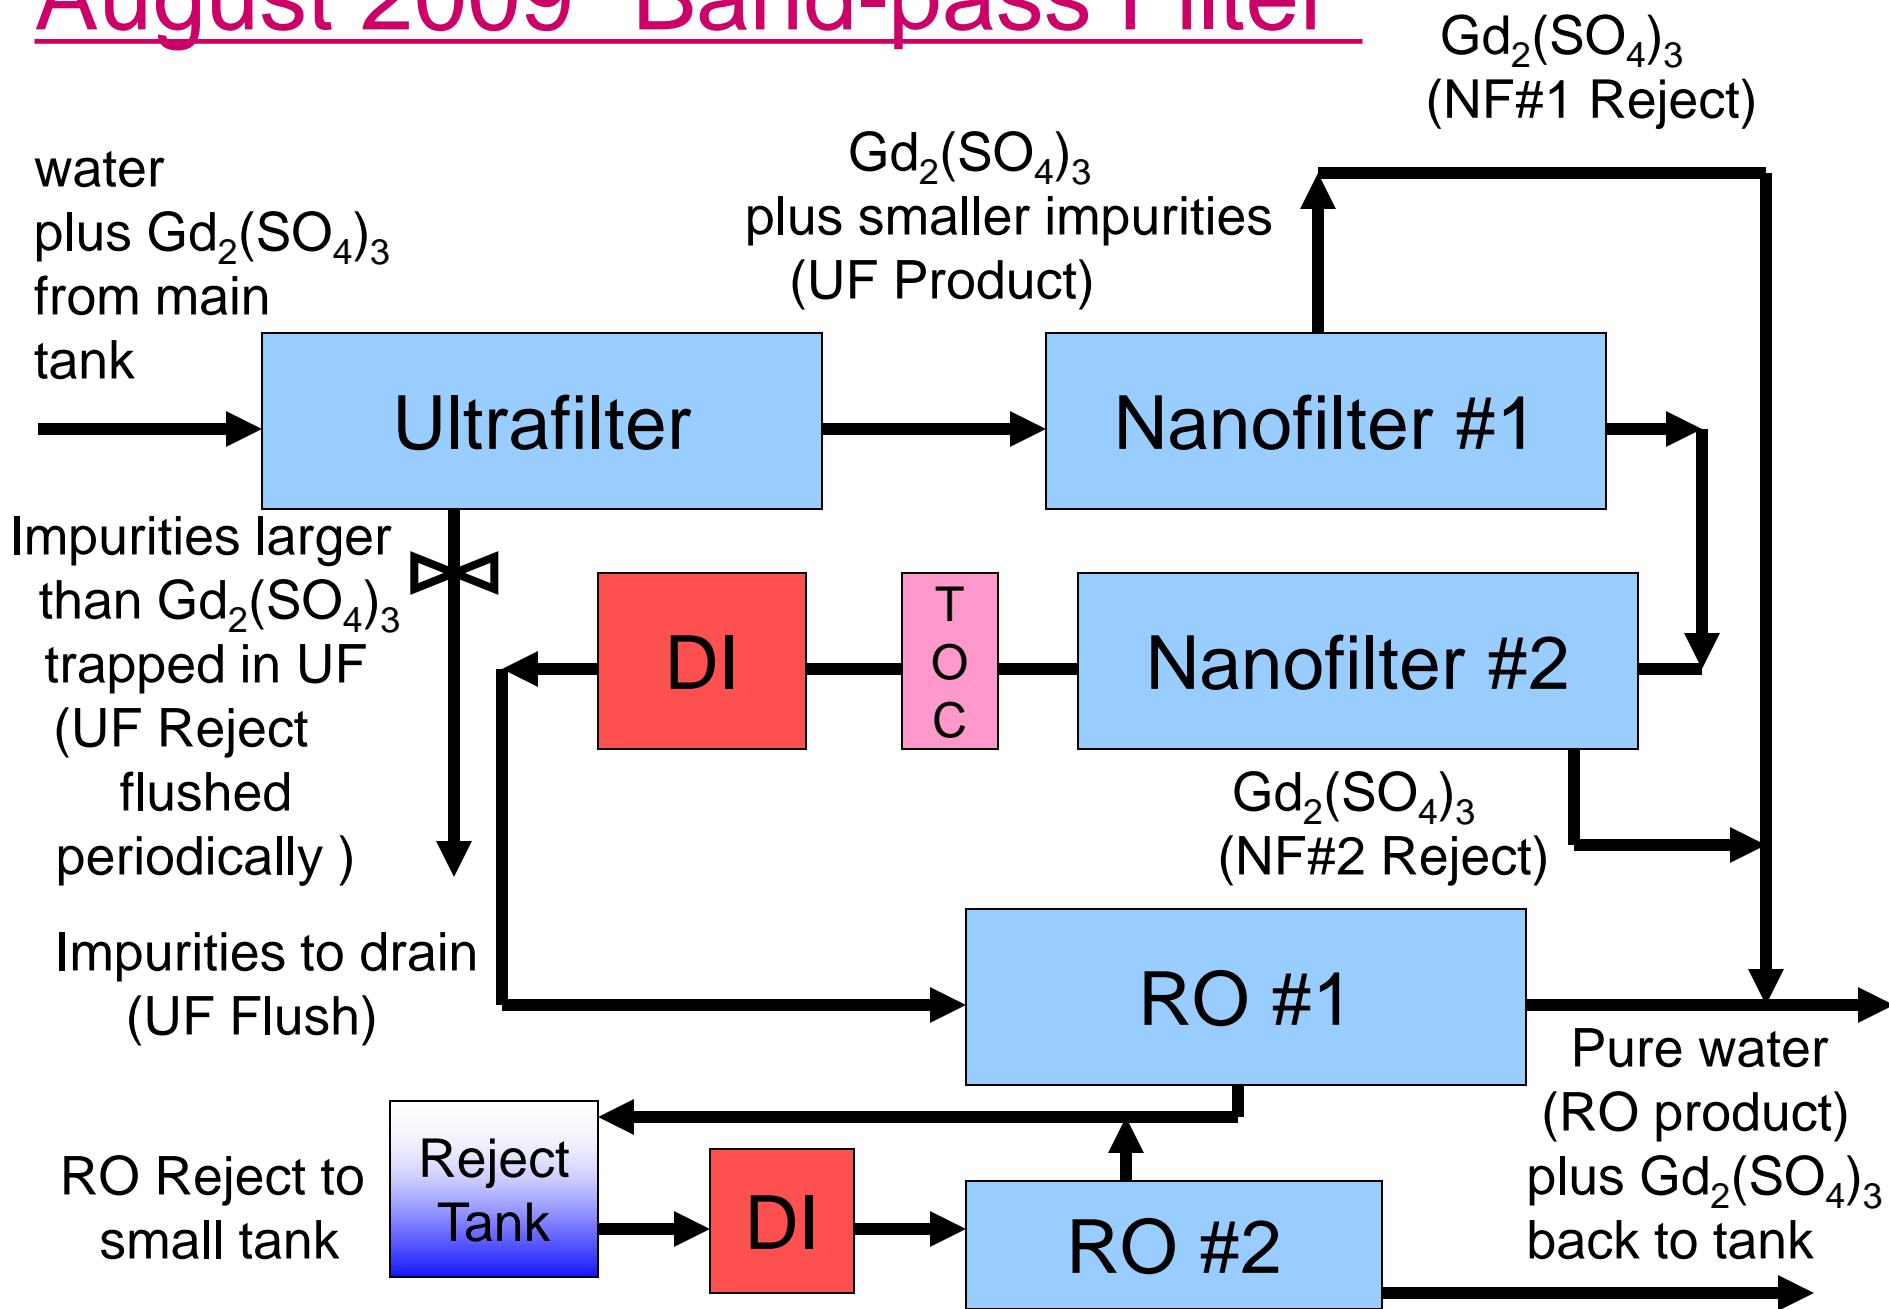 August 2009 "Band-pass Filter"
Gd₂(SO₄)₃
(NF#1 Reject)
water
plus Gd₂(SO₄)₃
from main
tank
Gd₂(SO₄)₃
plus smaller impurities
(UF Product)
Ultrafilter
Nanofilter #1
Impurities larger
than Gd₂(SO₄)₃
trapped in UF
(UF Reject
flushed
periodically )
DI
T
O
C
Nanofilter #2
Gd₂(SO₄)₃
(NF#2 Reject)
Impurities to drain
(UF Flush)
RO #1
Pure water
(RO product)
plus Gd₂(SO₄)₃
back to tank
RO Reject to
small tank
Reject
Tank
DI
RO #2